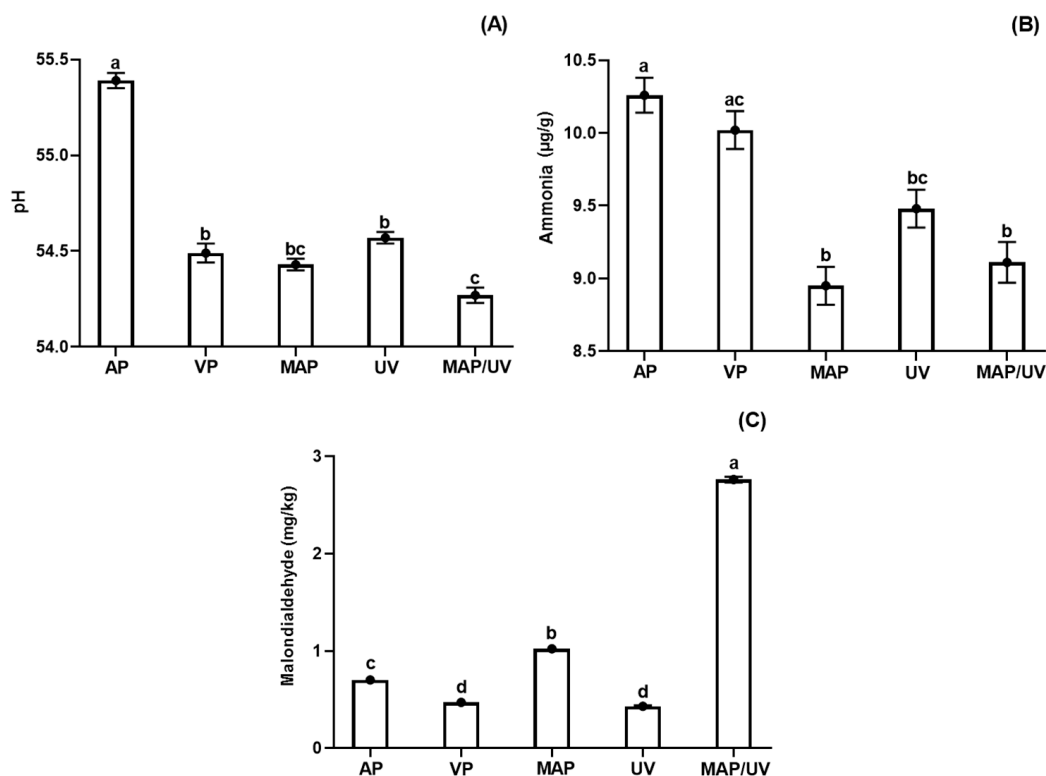 (A)
pH
55.5
55.0
54.5
54.0
a
b
bc
b
c
AP VP MAP UV MAP/UV
(B)
Ammonia (µg/g)
10.5
10.0
9.5
9.0
8.5
a
ac
b
bc
b
AP VP MAP UV MAP/UV
(C)
Malondialdehyde (mg/kg)
3
2
1
0
c
d
b
d
a
AP VP MAP UV MAP/UV